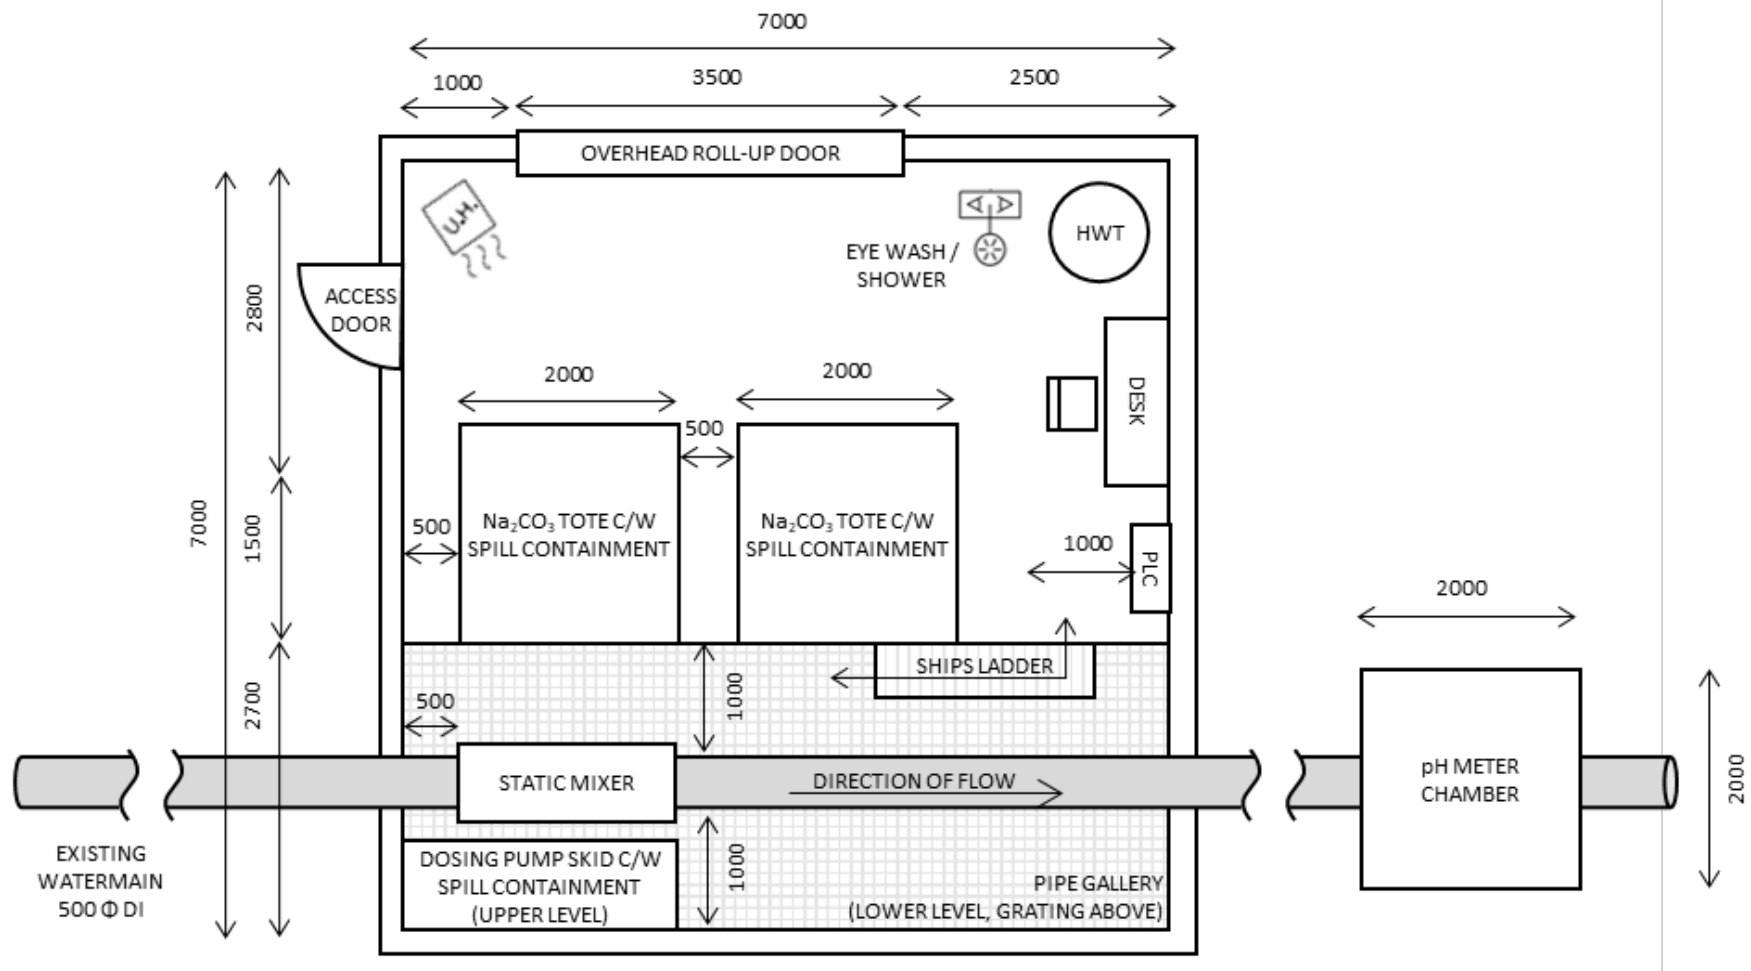 7000
1000
3500
2500
OVERHEAD ROLL-UP DOOR
U.H.
HWT
EYE WASH /
SHOWER
ACCESS
DOOR
2800
2000
2000
DESK
500
7000
1500
500
Na₂CO₃ TOTE C/W
SPILL CONTAINMENT
Na₂CO₃ TOTE C/W
SPILL CONTAINMENT
1000
PLC
2000
2700
500
1000
SHIPS LADDER
STATIC MIXER
DIRECTION OF FLOW
pH METER
CHAMBER
2000
EXISTING
WATERMAIN
500 Φ DI
DOSING PUMP SKID C/W
SPILL CONTAINMENT
(UPPER LEVEL)
1000
PIPE GALLERY
(LOWER LEVEL, GRATING ABOVE)